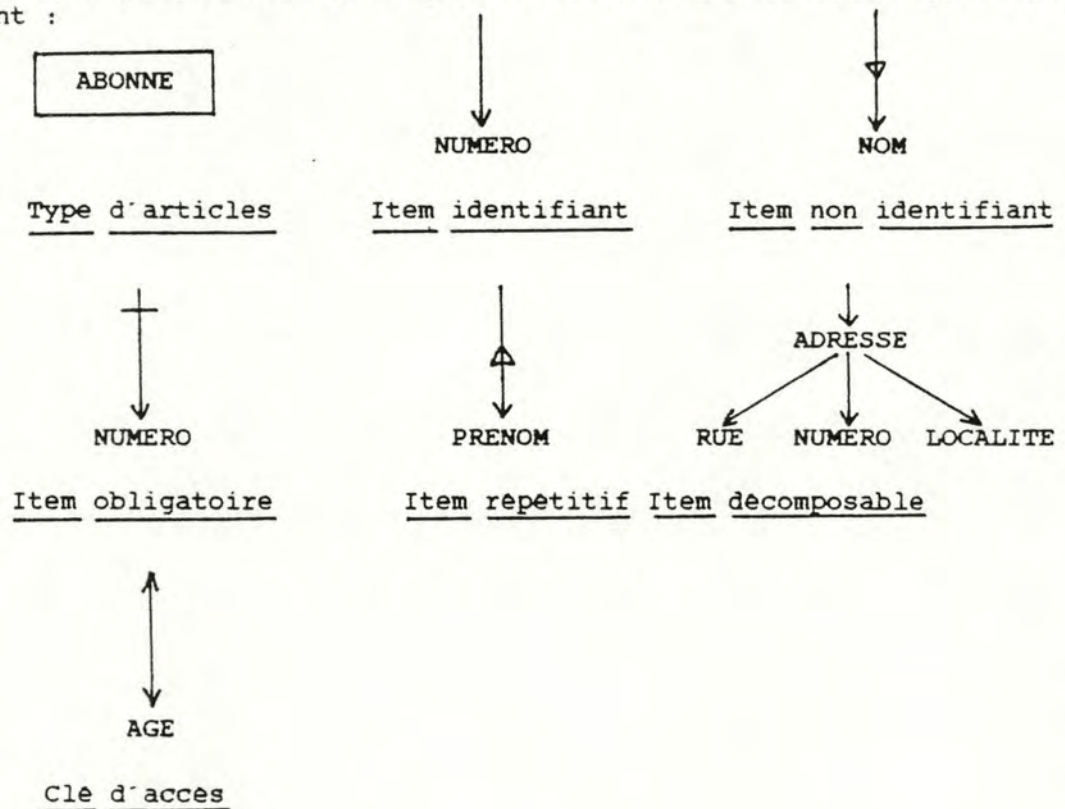 nt :
ABONNE
NUMERO NOM
Type d'articles Item identifiant Item non identifiant
ADRESSE
NUMERO PRENOM RUE NUMERO LOCALITE
Item obligatoire Item répétitif Item décomposable
AGE
Clé d'accès